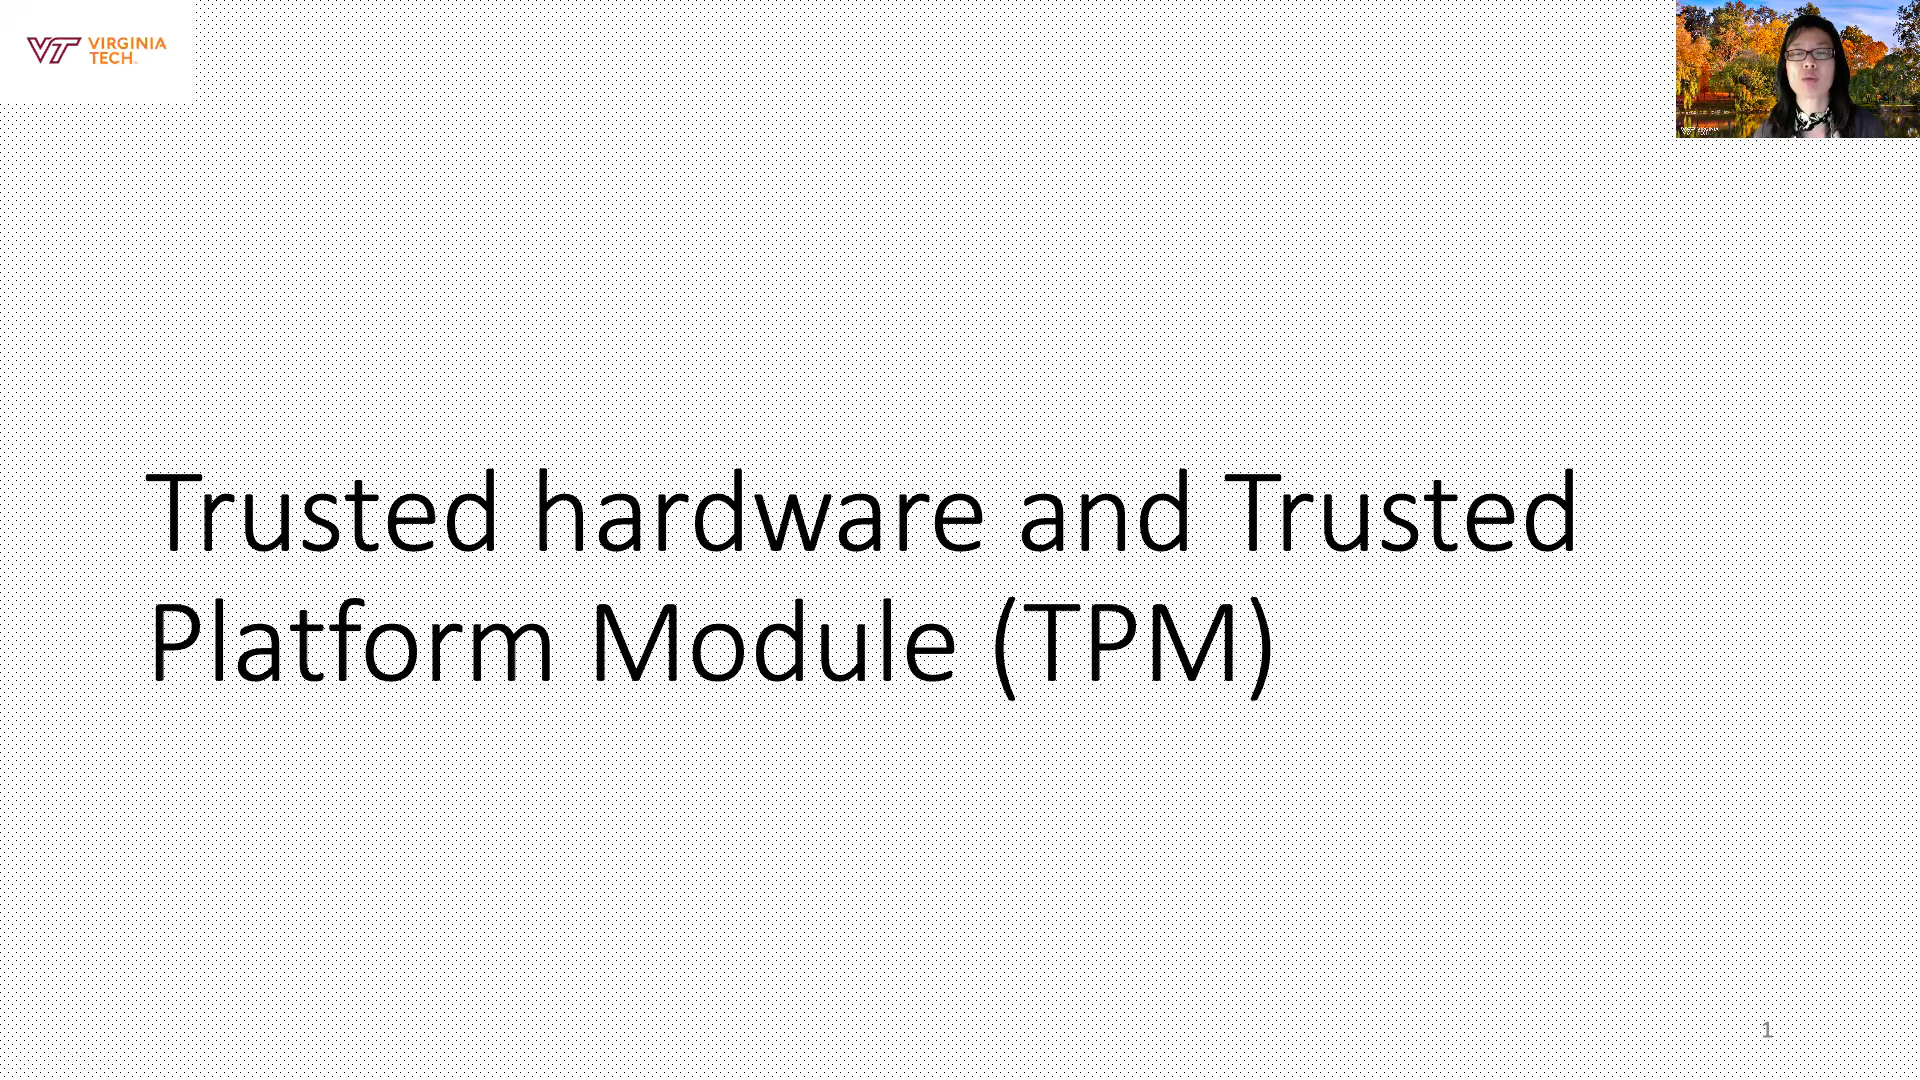 VIRGINIA
TECH
Trusted hardware and Trusted
Platform Module (TPM)
1